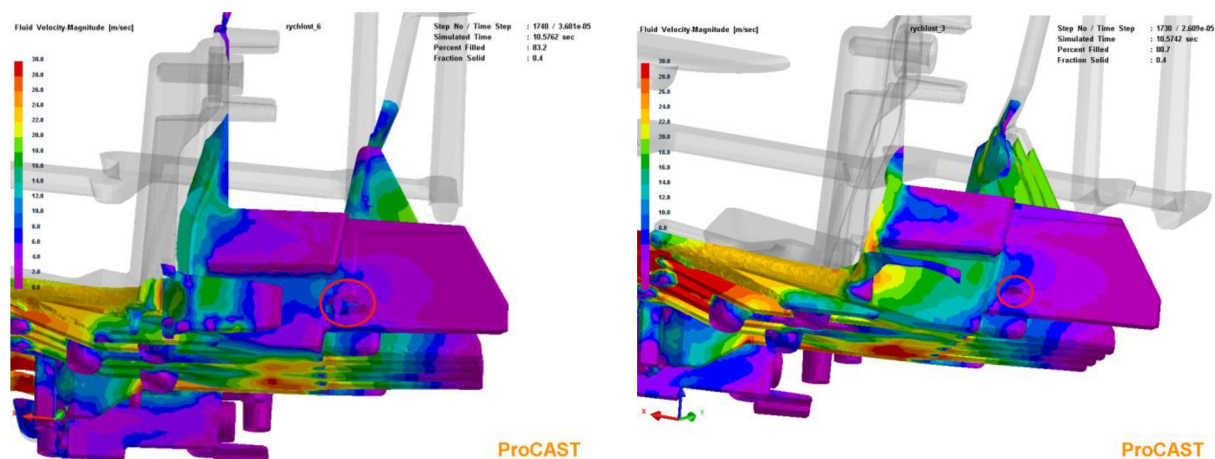 Fluid Velocity-Magnitude [m/sec]
rychlost_6
Step No / Time Step : 1740 / 3.681e-05
Simulated Time : 10.5762 sec
Percent Filled : 83.2
Fraction Solid : 0.4
30.0
28.0
26.0
24.0
22.0
20.0
18.0
16.0
14.0
12.0
10.0
8.0
6.0
4.0
2.0
0.0
X
ProCAST
Fluid Velocity-Magnitude [m/sec]
rychlost_3
Step No / Time Step : 1730 / 2.609e-05
Simulated Time : 10.5742 sec
Percent Filled : 80.7
Fraction Solid : 0.4
30.0
28.0
26.0
24.0
22.0
20.0
18.0
16.0
14.0
12.0
10.0
8.0
6.0
X
Y
ProCAST